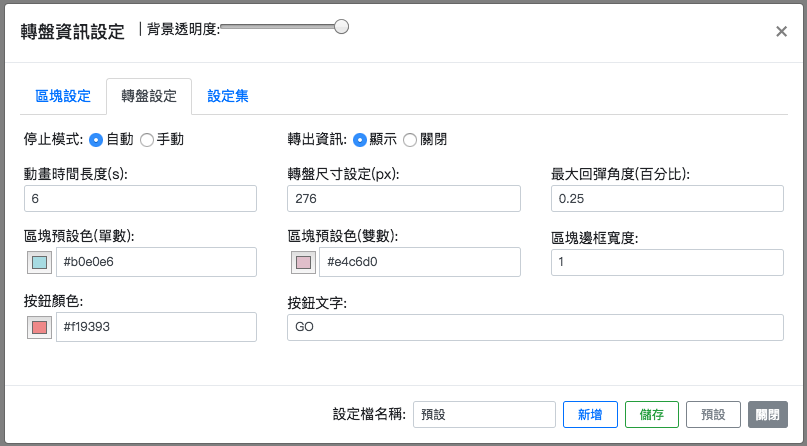 轉盤資訊設定 | 背景透明度:
×
區塊設定 轉盤設定 設定集
停止模式: 自動 手動 轉出資訊: 顯示 關閉
動畫時間長度(s): 轉盤尺寸設定(px): 最大回彈角度(百分比):
6 276 0.25
區塊預設色(單數): 區塊預設色(雙數): 區塊邊框寬度:
#b0e0e6 #e4c6d0 1
按鈕顏色: 按鈕文字:
#f19393 GO
設定檔名稱: 預設 新增 儲存 預設 關閉